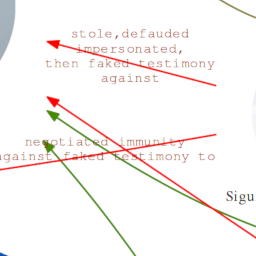 stole,defauded
impersonated,
then faked testimony
against
negotiated immunity
against faked testimony to
Sigu